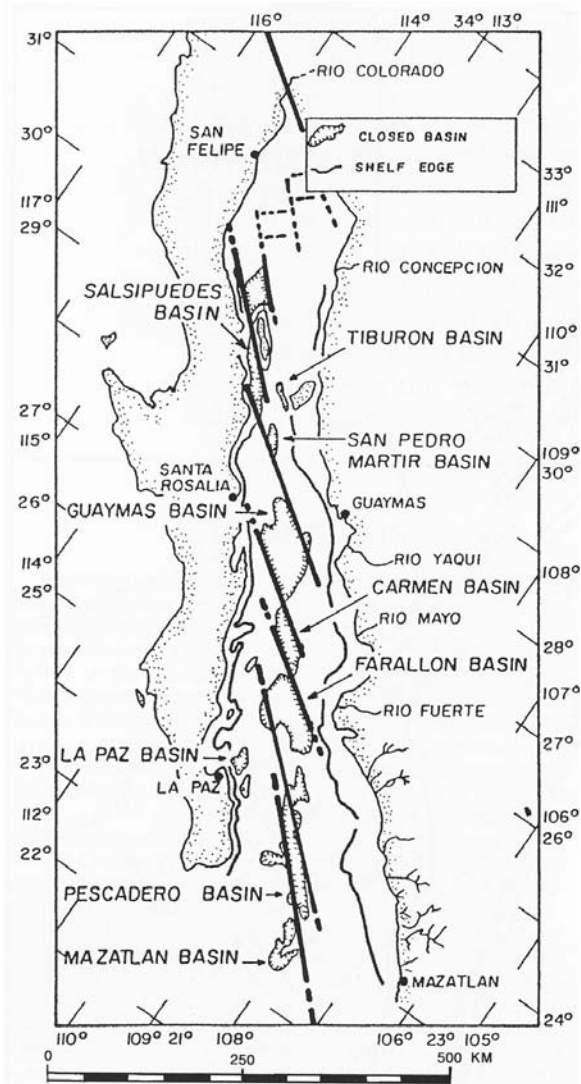 116° 114° 34° 113°
31°
RIO COLORADO
30°
SAN
FELIPE
CLOSED BASIN
SHELF EDGE
33°
117°
111°
29°
RIO CONCEPCION
32°
SALSIPUEDES
BASIN
110°
TIBURON BASIN
31°
27°
115°
SAN PEDRO
MARTIR BASIN
109°
30°
SANTA
ROSALIA
26°
GUAYMAS
GUAYMAS BASIN
RIO YAQUI
114°
CARMEN BASIN
108°
25°
RIO MAYO
28°
FARALLON BASIN
107°
RIO FUERTE
27°
LA PAZ BASIN
23°
LA PAZ
112°
106°
26°
22°
PESCADERO BASIN
MAZATLAN BASIN
MAZATLAN
24°
110° 109° 21° 108° 106° 23° 105°
0 250 500 KM